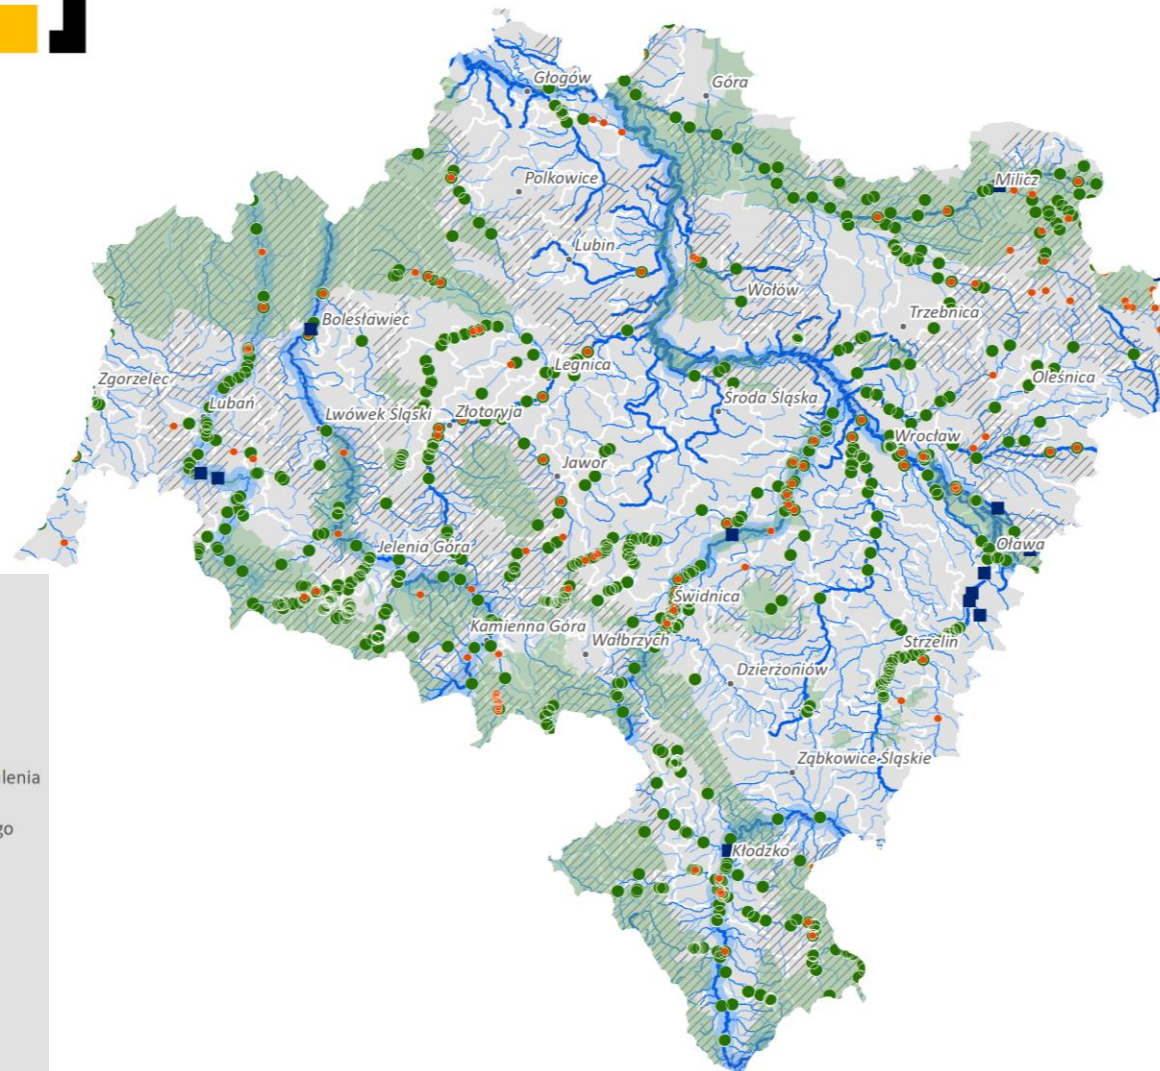 Głogów
Góra
Polkowice
Milicz
Lubin
Wołów
Bolesławiec
Trzebnica
Legnica
Zgorzelec
Oleśnica
Lubań
Środa Śląska
Lwówek Śląski
Złotoryja
Wrocław
Jawor
Oława
Jelenia Góra
Świdnica
Kamienna Góra
Wałbrzych
Strzelin
Dzierżoniów
Ząbkowice Śląskie
lenia
go
Kłodzko